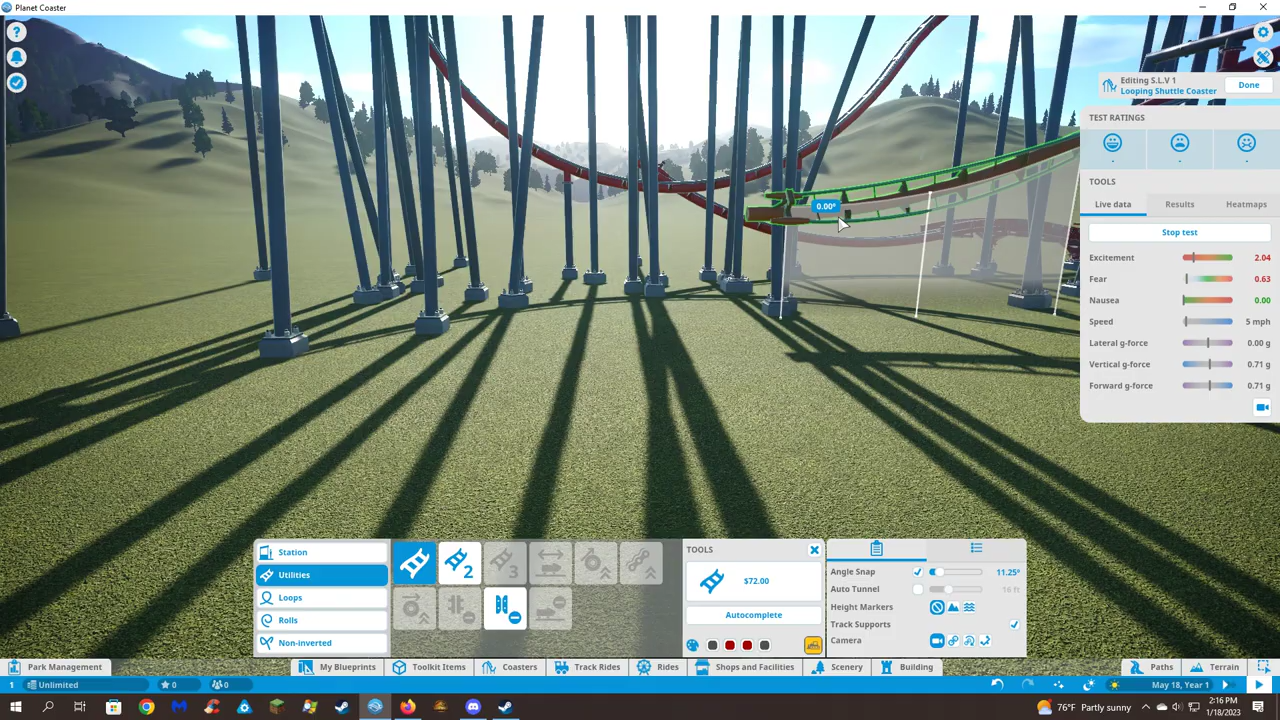 Planet Coaster
Editing S.L.V 1
Looping Shuttle Coaster
Done
TEST RATINGS
- - -
TOOLS
Live data Results Heatmaps
Stop test
Excitement 2.04
Fear 0.63
Nausea 0.00
Speed 5 mph
Lateral g-force 0.00 g
Vertical g-force 0.71 g
Forward g-force 0.71 g
0.00°
Station
Utilities
Loops
Rolls
Non-inverted
2
3
TOOLS
$72.00
Autocomplete
Angle Snap 11.25°
Auto Tunnel 16 ft
Height Markers
Track Supports
Camera
Park Management My Blueprints Toolkit Items Coasters Track Rides Rides Shops and Facilities Scenery Building Paths Terrain
1 Unlimited 0 0 May 18, Year 1
76°F Partly sunny 2:16 PM
1/18/2023